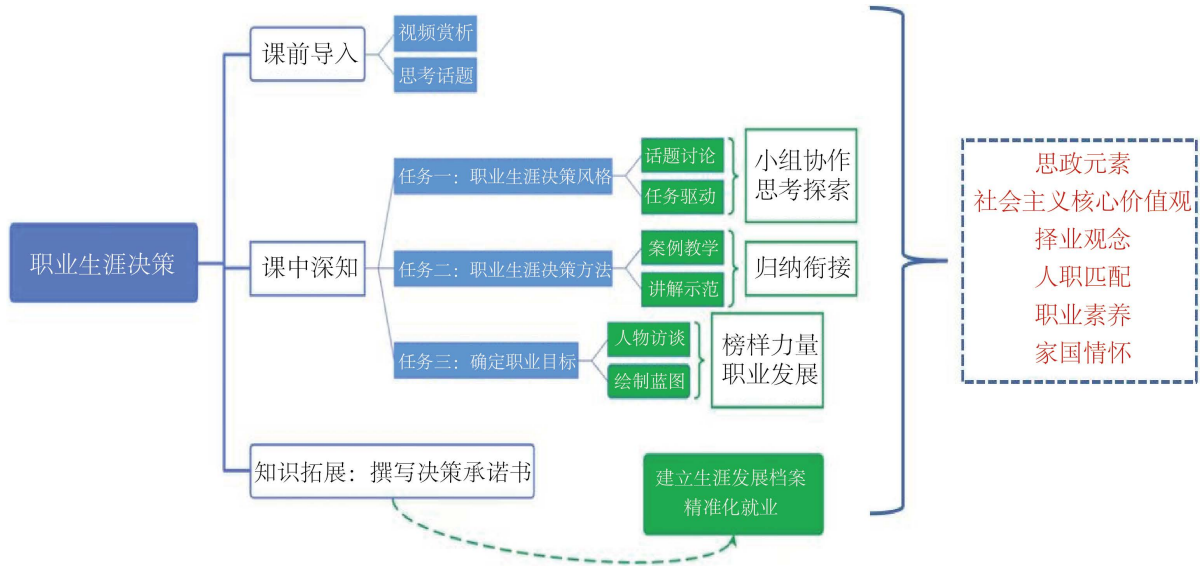 职业生涯决策
课前导入
视频赏析
思考话题
课中深知
任务一：职业生涯决策风格
话题讨论
任务驱动
小组协作
思考探索
任务二：职业生涯决策方法
案例教学
讲解示范
归纳衔接
任务三：确定职业目标
人物访谈
绘制蓝图
榜样力量
职业发展
知识拓展：撰写决策承诺书
建立生涯发展档案
精准化就业
思政元素
社会主义核心价值观
择业观念
人职匹配
职业素养
家国情怀